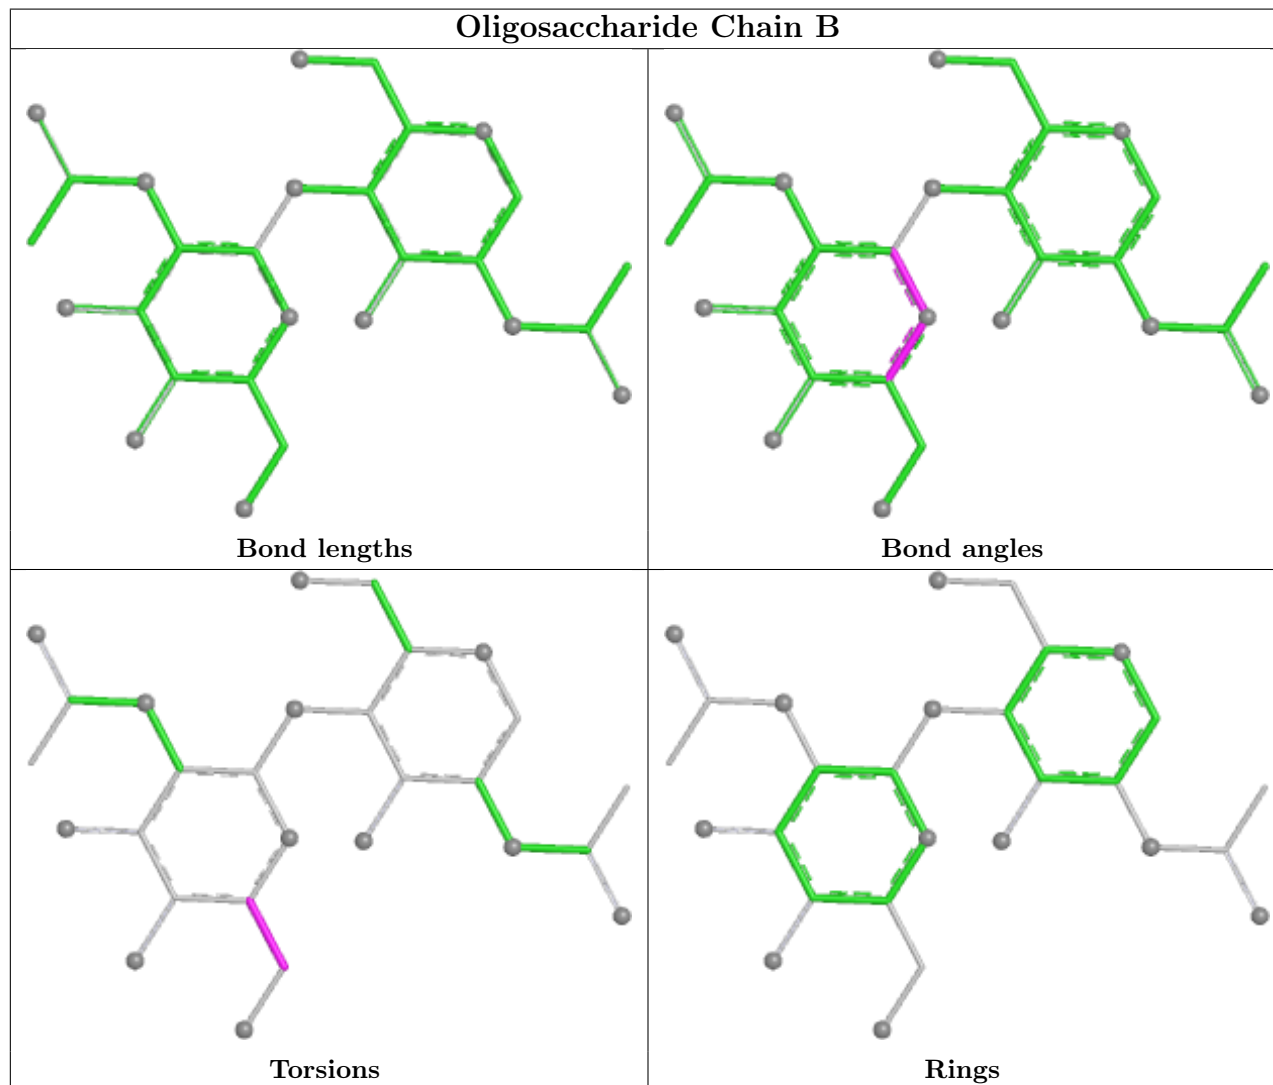 Oligosaccharide Chain B
Bond lengths
Bond angles
Torsions
Rings